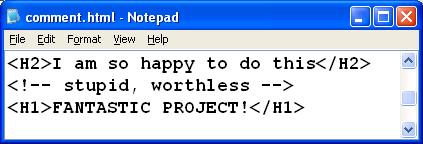 comment.html - Notepad
File Edit Format View Help
<H2>I am so happy to do this</H2>
<!-- stupid, worthless -->
<H1>FANTASTIC PROJECT!</H1>